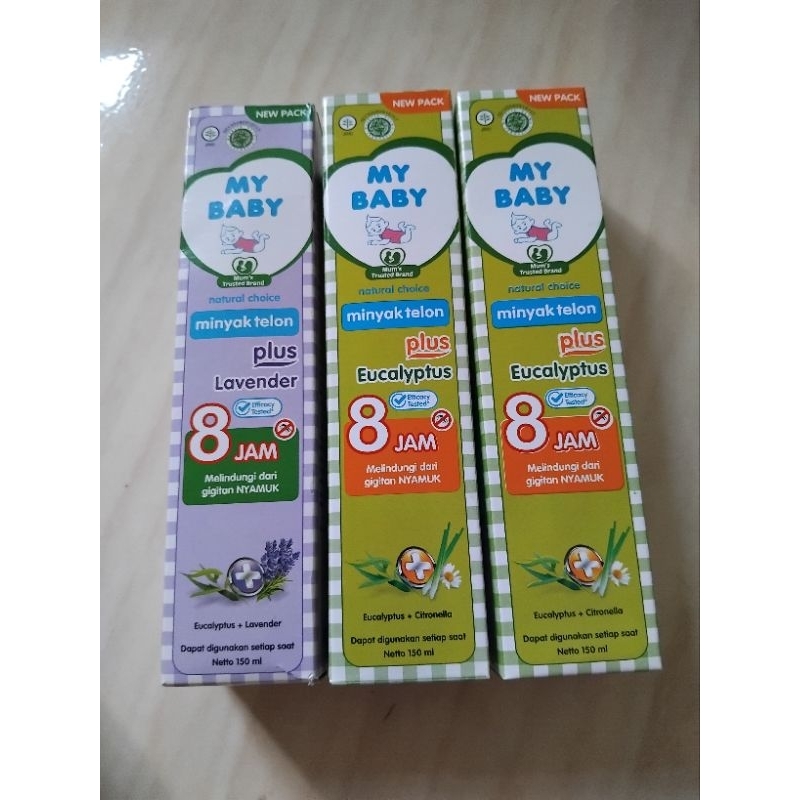 NEW PACK
MY
BABY
Mum's
Trusted Brand
natural choice
minyak telon
plus
Lavender
Efficacy
Tested*
8
JAM
Melindungi dari
gigitan NYAMUK
Eucalyptus + Lavender
Dapat digunakan setiap saat
Netto 150 ml
NEW PACK
MY
BABY
Mum's
Trusted Brand
natural choice
minyak telon
plus
Eucalyptus
Efficacy
Tested*
8
JAM
Melindungi dari
gigitan NYAMUK
Eucalyptus + Citronella
Dapat digunakan setiap saat
Netto 150 ml
NEW PACK
MY
BABY
Mum's
Trusted Brand
natural choice
minyak telon
plus
Eucalyptus
Efficacy
Tested*
8
JAM
Melindungi dari
gigitan NYAMUK
Eucalyptus + Citronella
Dapat digunakan setiap saat
Netto 150 ml